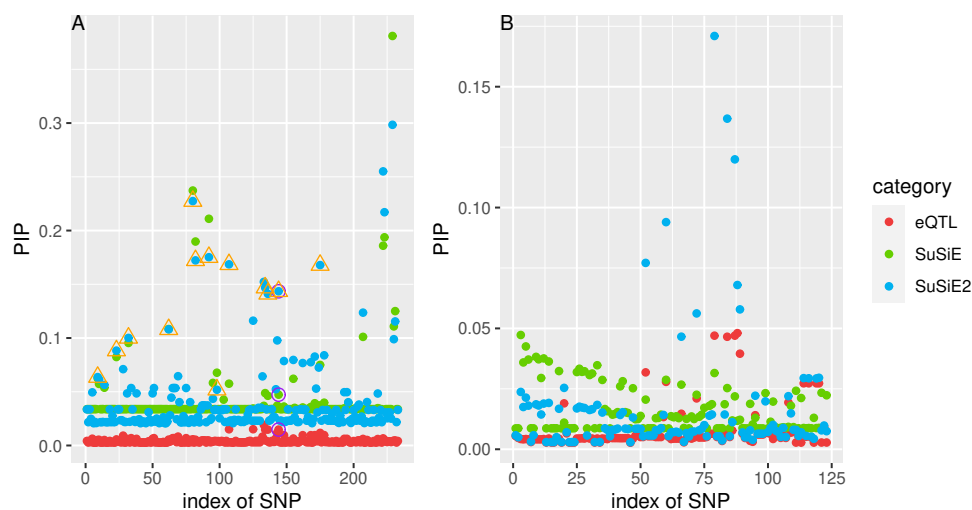 A
B
PIP
0.3
0.2
0.1
0.0
0
50
100
150
200
index of SNP
PIP
0.15
0.10
0.05
0.00
0
25
50
75
100
125
index of SNP
category
eQTL
SuSiE
SuSiE2